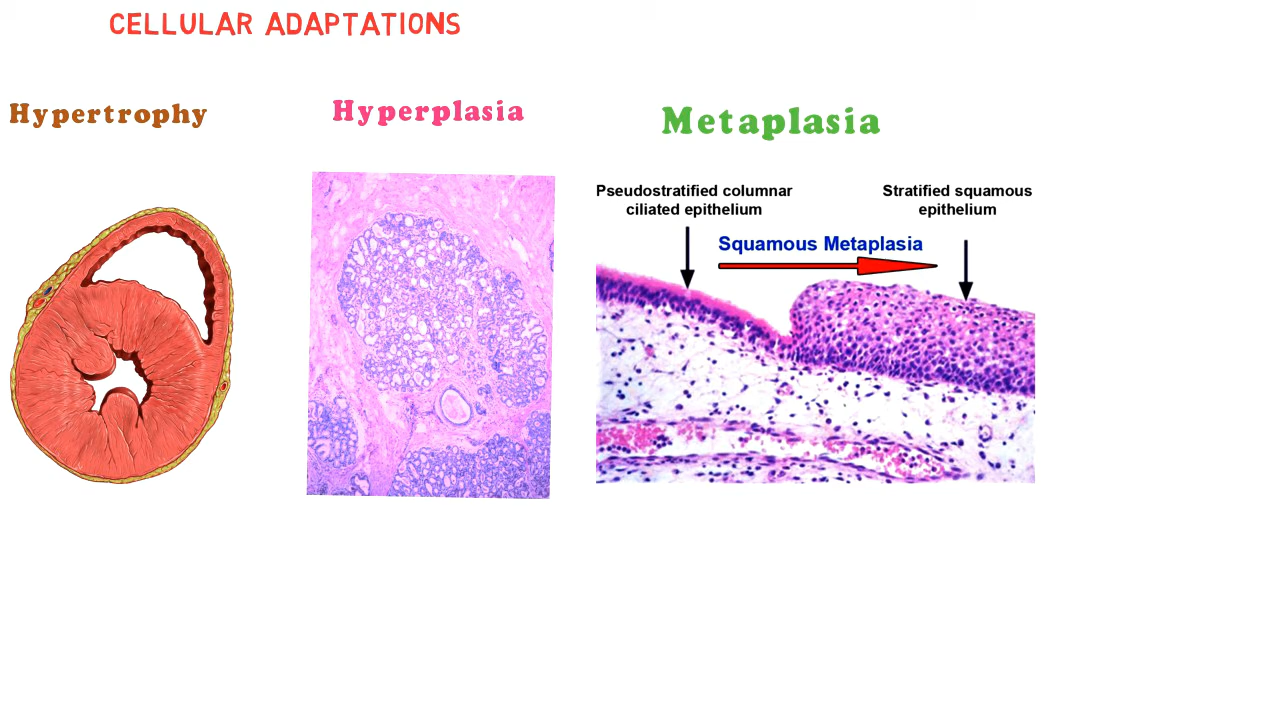 CELLULAR ADAPTATIONS
Hypertrophy
Hyperplasia
Metaplasia
Pseudostratified columnar
ciliated epithelium
Stratified squamous
epithelium
Squamous Metaplasia